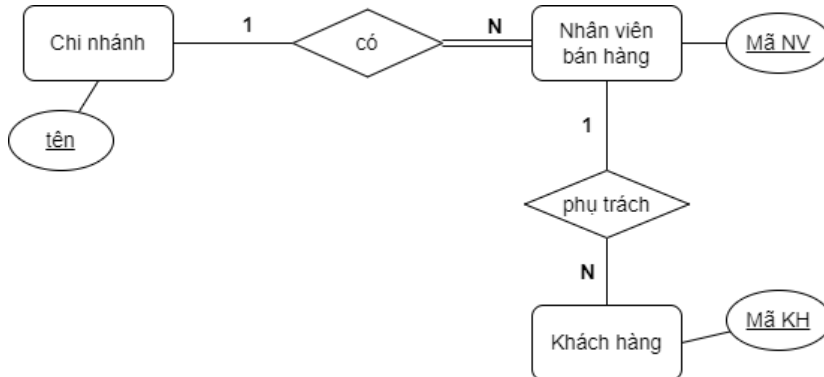 Chi nhánh
1
có
N
Nhân viên
bán hàng
Mã NV
tên
1
phụ trách
N
Khách hàng
Mã KH